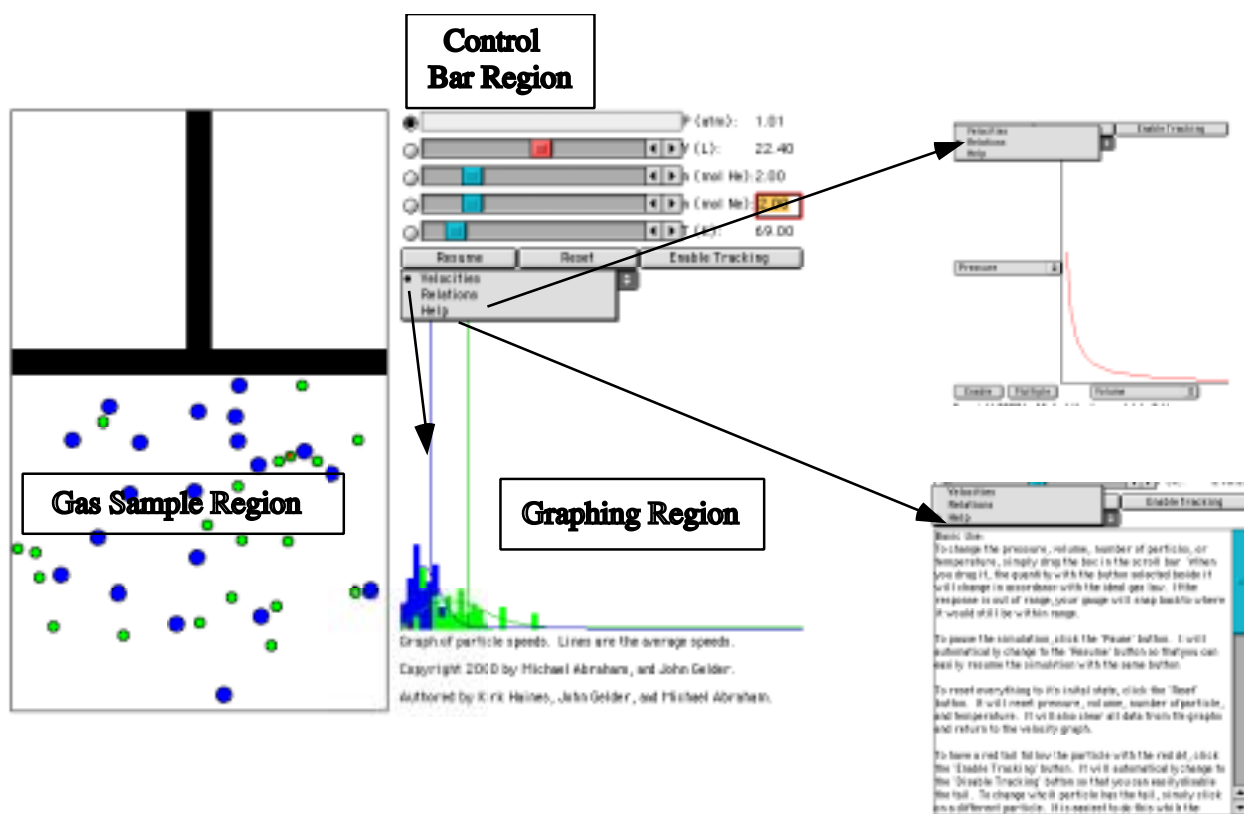 Control
Bar Region
P (atm): 1.01
V (L): 22.40
n (mol He): 2.00
n (mol Ne): 2.00
T (K): 69.00
Resume Reset Enable Tracking
Velocities
Relations
Help
Gas Sample Region
Graphing Region
Graph of particle speeds. Lines are the average speeds.
Copyright 2000 by Michael Abraham, and John Gelder.
Authored by Kirk Haines, John Gelder, and Michael Abraham.
Velocities
Relations
Help
Enable Tracking
Pressure
Enable Multiple Volume
Velocities
Relations
Help
Enable Tracking
Basic Use:
To change the pressure, volume, number of particles, or
temperature, simply drag the box in the scroll bar. When
you drag it, the quantity with the button selected beside it
will change in accordance with the ideal gas law. If the
response is out of range, your gauge will snap back to where
it would still be within range.
To pause the simulation, click the 'Pause' button. I will
automatically change to the 'Resume' button so that you can
easily resume the simulation with the same button
To reset everything to its initial state, click the 'Reset'
button. It will reset pressure, volume, number of particle,
and temperature. It will also clear all data from the graphs
and return to the velocity graph.
To have a red tail follow the particle with the red dot, click
the 'Enable Tracking' button. It will automatically change to
the 'Disable Tracking' button so that you can easily disable
the tail. To change which particle has the tail, simply click
on a different particle. It is easiest to do this while the